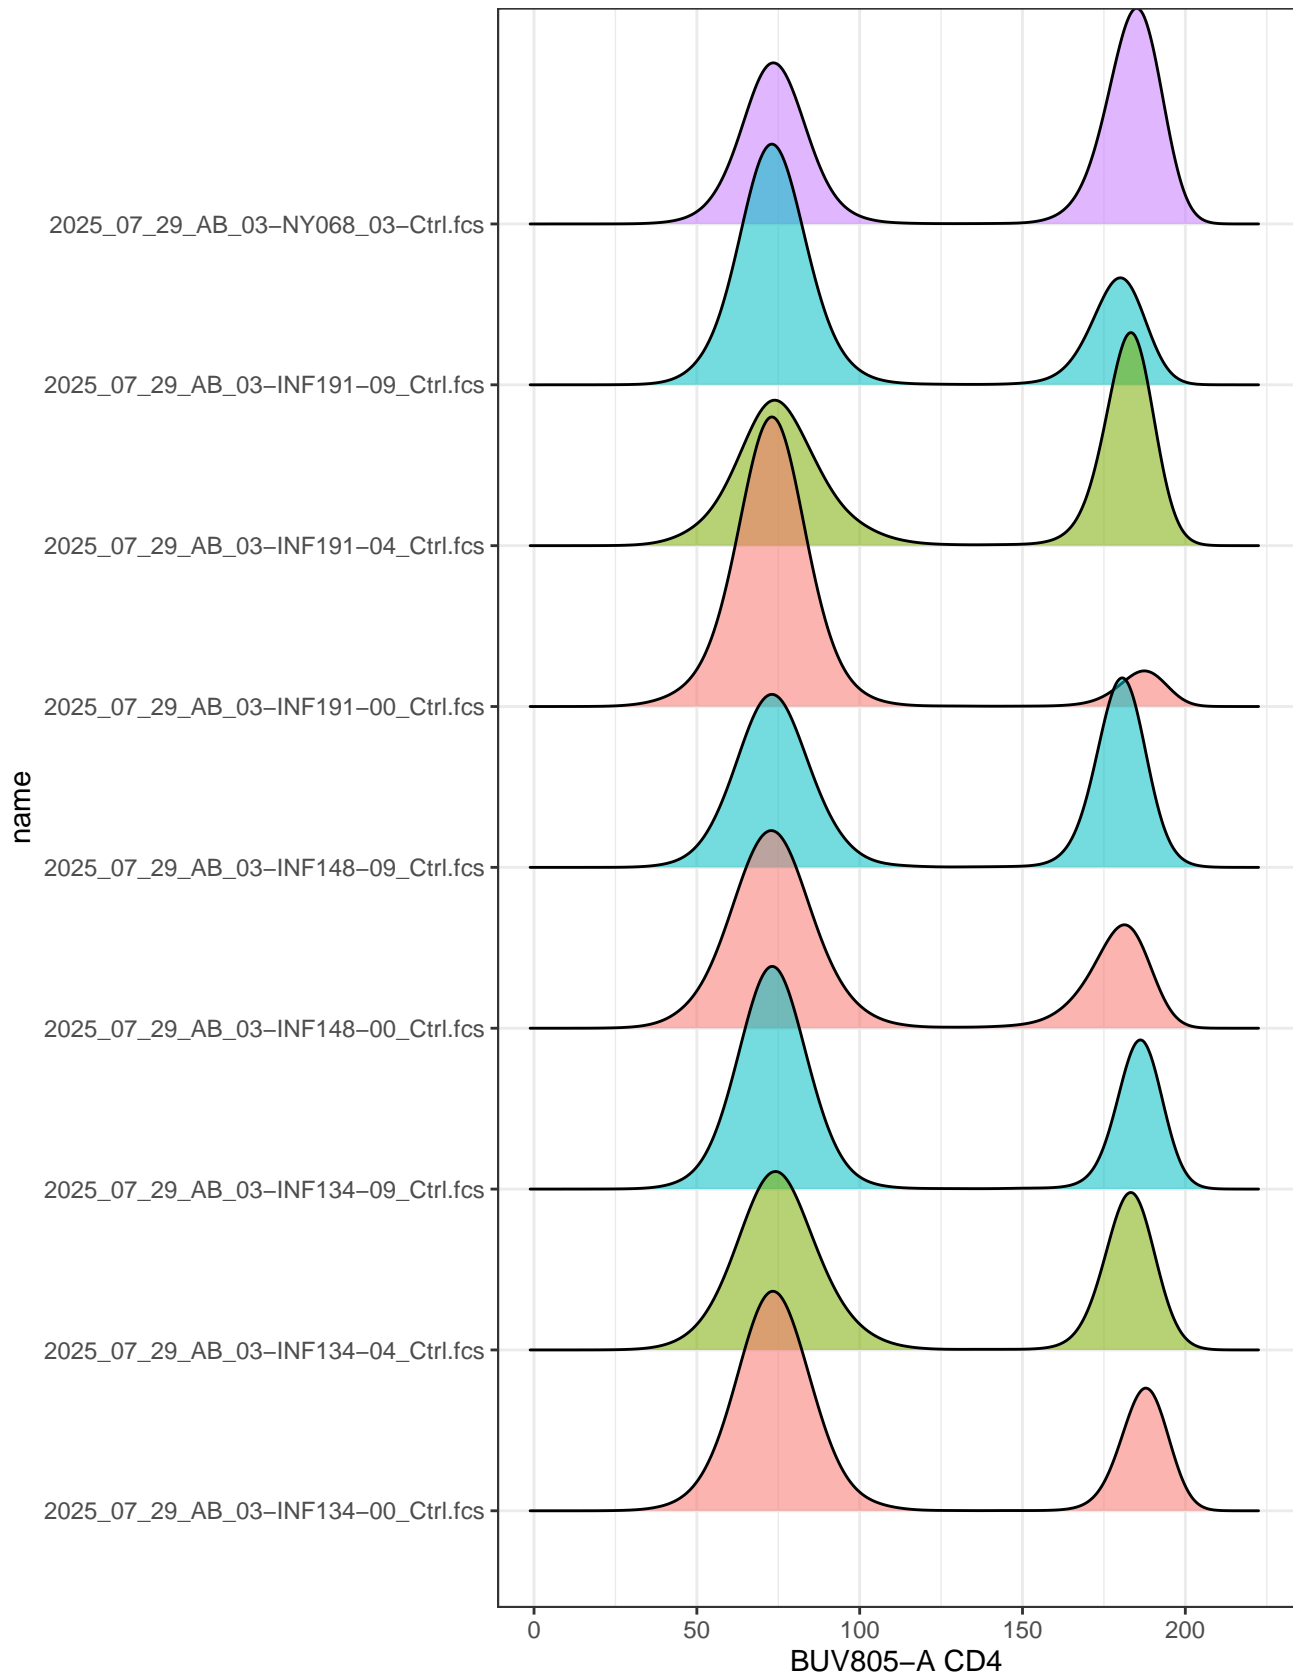 2025_07_29_AB_03−NY068_03−Ctrl.fcs
2025_07_29_AB_03−INF191−09_Ctrl.fcs
2025_07_29_AB_03−INF191−04_Ctrl.fcs
2025_07_29_AB_03−INF191−00_Ctrl.fcs
2025_07_29_AB_03−INF148−09_Ctrl.fcs
2025_07_29_AB_03−INF148−00_Ctrl.fcs
2025_07_29_AB_03−INF134−09_Ctrl.fcs
2025_07_29_AB_03−INF134−04_Ctrl.fcs
2025_07_29_AB_03−INF134−00_Ctrl.fcs
name
0 50 100 150 200
BUV805−A CD4